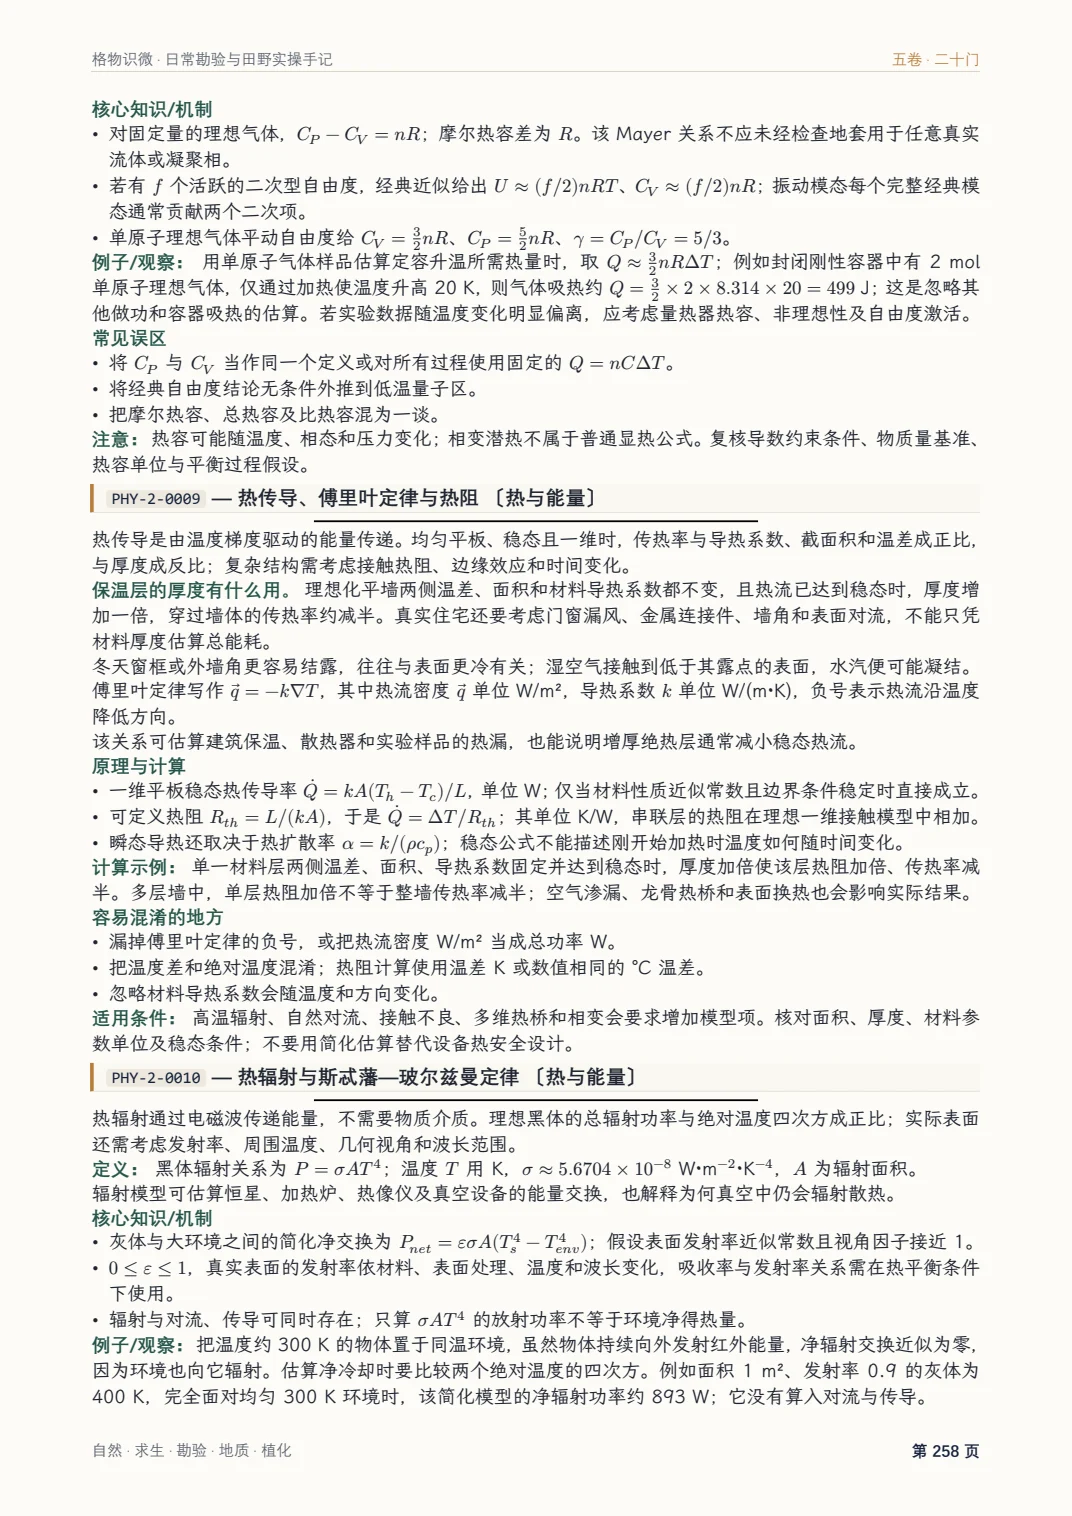 格物识微 · 日常勘验与田野实操手记
五卷 · 二十门
核心知识/机制
• 对固定量的理想气体，C_P − C_V = nR；摩尔热容差为 R。该 Mayer 关系不应未经检查地套用于任意真实
流体或凝聚相。
• 若有 f 个活跃的二次型自由度，经典近似给出 U ≈ (f/2)nRT、C_V ≈ (f/2)nR；振动模态每个完整经典模
态通常贡献两个二次项。
• 单原子理想气体平动自由度给 C_V = 3/2 nR、C_P = 5/2 nR、γ = C_P/C_V = 5/3。
例子/观察： 用单原子气体样品估算定容升温所需热量时，取 Q ≈ 3/2 nRΔT；例如封闭刚性容器中有 2 mol
单原子理想气体，仅通过加热使温度升高 20 K，则气体吸热约 Q = 3/2 × 2 × 8.314 × 20 = 499 J；这是忽略其
他做功和容器吸热的估算。若实验数据随温度变化明显偏离，应考虑量热器热容、非理想性及自由度激活。
常见误区
• 将 C_P 与 C_V 当作同一个定义或对所有过程使用固定的 Q = nCΔT。
• 将经典自由度结论无条件外推到低温量子区。
• 把摩尔热容、总热容及比热容混为一谈。
注意： 热容可能随温度、相态和压力变化；相变潜热不属于普通显热公式。复核导数约束条件、物质量基准、
热容单位与平衡过程假设。
PHY-2-0009 — 热传导、傅里叶定律与热阻 〔热与能量〕
热传导是由温度梯度驱动的能量传递。均匀平板、稳态且一维时，传热率与导热系数、截面积和温差成正比，
与厚度成反比；复杂结构需考虑接触热阻、边缘效应和时间变化。
保温层的厚度有什么用。 理想化平墙两侧温差、面积和材料导热系数都不变，且热流已达到稳态时，厚度增
加一倍，穿过墙体的传热率约减半。真实住宅还要考虑门窗漏风、金属连接件、墙角和表面对流，不能只凭
材料厚度估算总能耗。
冬天窗框或外墙角更容易结露，往往与表面更冷有关；湿空气接触到低于其露点的表面，水汽便可能凝结。
傅里叶定律写作 q⃗ = −k∇T，其中热流密度 q⃗ 单位 W/m²，导热系数 k 单位 W/(m•K)，负号表示热流沿温度
降低方向。
该关系可估算建筑保温、散热器和实验样品的热漏，也能说明增厚绝热层通常减小稳态热流。
原理与计算
• 一维平板稳态热传导率 Q̇ = kA(T_h − T_c)/L，单位 W；仅当材料性质近似常数且边界条件稳定时直接成立。
• 可定义热阻 R_th = L/(kA)，于是 Q̇ = ΔT/R_th；其单位 K/W，串联层的热阻在理想一维接触模型中相加。
• 瞬态导热还取决于热扩散率 α = k/(ρc_p)；稳态公式不能描述刚开始加热时温度如何随时间变化。
计算示例： 单一材料层两侧温差、面积、导热系数固定并达到稳态时，厚度加倍使该层热阻加倍、传热率减
半。多层墙中，单层热阻加倍不等于整墙传热率减半；空气渗漏、龙骨热桥和表面换热也会影响实际结果。
容易混淆的地方
• 漏掉傅里叶定律的负号，或把热流密度 W/m² 当成总功率 W。
• 把温度差和绝对温度混淆；热阻计算使用温差 K 或数值相同的 °C 温差。
• 忽略材料导热系数会随温度和方向变化。
适用条件： 高温辐射、自然对流、接触不良、多维热桥和相变会要求增加模型项。核对面积、厚度、材料参
数单位及稳态条件；不要用简化估算替代设备热安全设计。
PHY-2-0010 — 热辐射与斯忒藩—玻尔兹曼定律 〔热与能量〕
热辐射通过电磁波传递能量，不需要物质介质。理想黑体的总辐射功率与绝对温度四次方成正比；实际表面
还需考虑发射率、周围温度、几何视角和波长范围。
定义： 黑体辐射关系为 P = σAT⁴；温度 T 用 K，σ ≈ 5.6704 × 10⁻⁸ W•m⁻²•K⁻⁴，A 为辐射面积。
辐射模型可估算恒星、加热炉、热像仪及真空设备的能量交换，也解释为何真空中仍会辐射散热。
核心知识/机制
• 灰体与大环境之间的简化净交换为 P_net = εσA(T_s⁴ − T_env⁴)；假设表面发射率近似常数且视角因子接近 1。
• 0 ≤ ε ≤ 1，真实表面的发射率依材料、表面处理、温度和波长变化，吸收率与发射率关系需在热平衡条件
下使用。
• 辐射与对流、传导可同时存在；只算 σAT⁴ 的放射功率不等于环境净得热量。
例子/观察：把温度约 300 K 的物体置于同温环境，虽然物体持续向外发射红外能量，净辐射交换近似为零，
因为环境也向它辐射。估算净冷却时要比较两个绝对温度的四次方。例如面积 1 m²、发射率 0.9 的灰体为
400 K，完全面对均匀 300 K 环境时，该简化模型的净辐射功率约 893 W；它没有算入对流与传导。
自然 · 求生 · 勘验 · 地质 · 植化
第 258 页